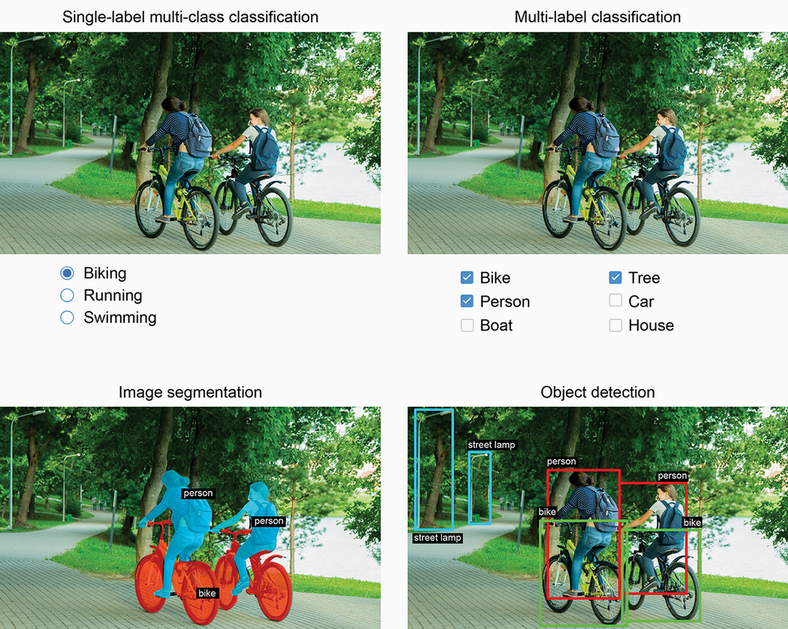 Single-label multi-class classification
Multi-label classification
Biking
Running
Swimming
Bike
Person
Boat
Tree
Car
House
Image segmentation
Object detection
person
person
bike
street lamp
street lamp
person
person
bike
bike